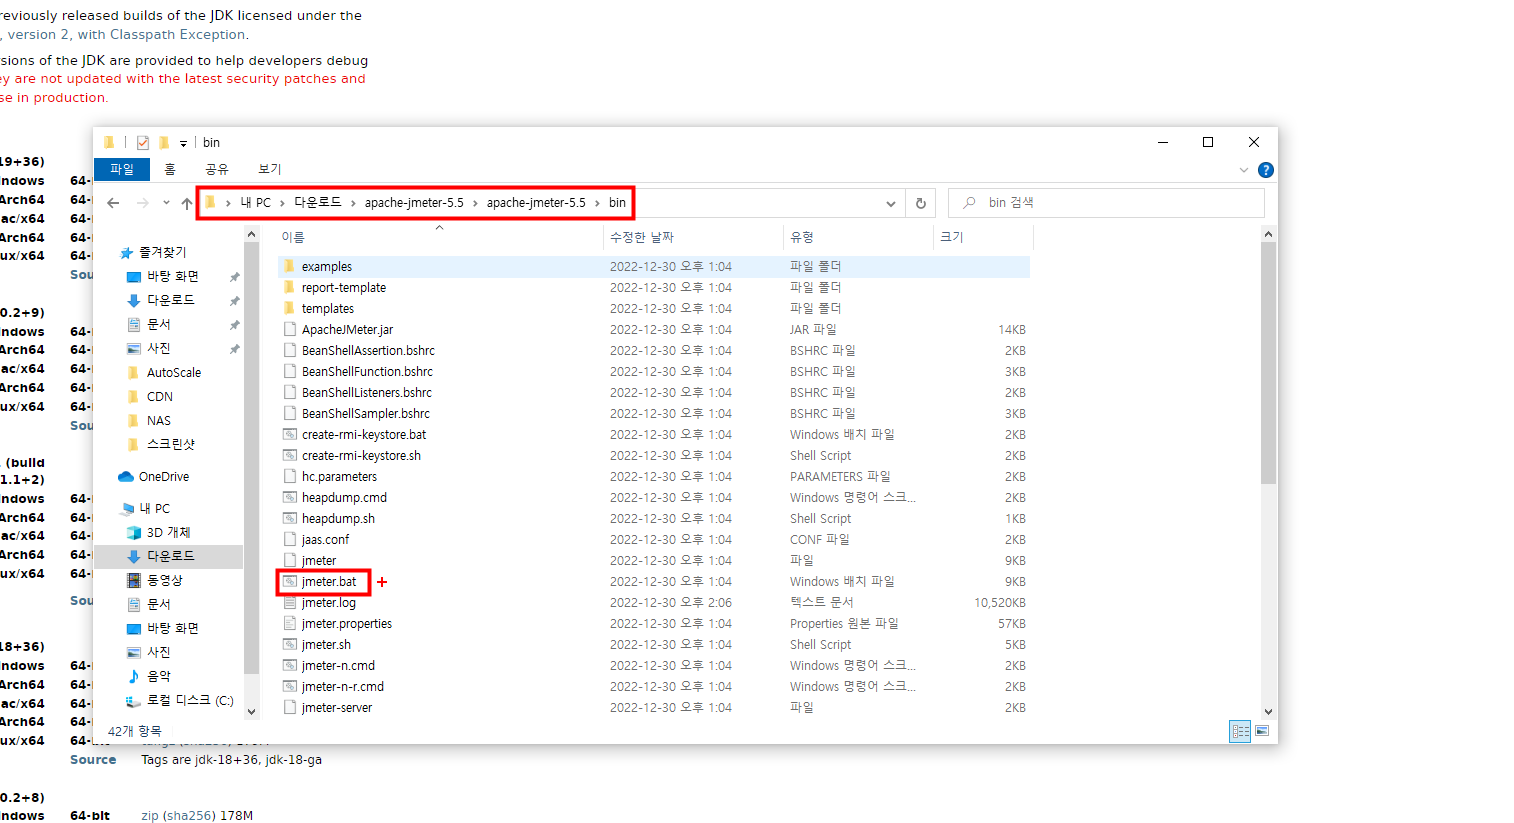 reviously released builds of the JDK licensed under the
, version 2, with Classpath Exception.
rsions of the JDK are provided to help developers debug
ey are not updated with the latest security patches and
se in production.
19+36)
indows 64-
Arch64 64-
ac/x64 64-
Arch64 64-
ux/x64 64-
Sou
0.2+9)
indows 64-
Arch64 64-
ac/x64 64-
Arch64 64-
ux/x64 64-
Sou
(build
1.1+2)
indows 64-
Arch64 64-
ac/x64 64-
Arch64 64-
ux/x64 64-
Sou
18+36)
indows 64-
Arch64 64-
ac/x64 64-
Arch64 64-
ux/x64
Source Tags are jdk-18+36, jdk-18-ga
0.2+8)
indows 64-bit zip (sha256) 178M
bin
파일 홈 공유 보기
내 PC > 다운로드 > apache-jmeter-5.5 > apache-jmeter-5.5 > bin
bin 검색
즐겨찾기
바탕 화면
다운로드
문서
사진
AutoScale
CDN
NAS
스크린샷
OneDrive
내 PC
3D 개체
다운로드
동영상
문서
바탕 화면
사진
음악
로컬 디스크 (C:)
이름 수정한 날짜 유형 크기
examples 2022-12-30 오후 1:04 파일 폴더
report-template 2022-12-30 오후 1:04 파일 폴더
templates 2022-12-30 오후 1:04 파일 폴더
ApacheJMeter.jar 2022-12-30 오후 1:04 JAR 파일 14KB
BeanShellAssertion.bshrc 2022-12-30 오후 1:04 BSHRC 파일 2KB
BeanShellFunction.bshrc 2022-12-30 오후 1:04 BSHRC 파일 3KB
BeanShellListeners.bshrc 2022-12-30 오후 1:04 BSHRC 파일 2KB
BeanShellSampler.bshrc 2022-12-30 오후 1:04 BSHRC 파일 3KB
create-rmi-keystore.bat 2022-12-30 오후 1:04 Windows 배치 파일 2KB
create-rmi-keystore.sh 2022-12-30 오후 1:04 Shell Script 2KB
hc.parameters 2022-12-30 오후 1:04 PARAMETERS 파일 2KB
heapdump.cmd 2022-12-30 오후 1:04 Windows 명령어 스크... 2KB
heapdump.sh 2022-12-30 오후 1:04 Shell Script 1KB
jaas.conf 2022-12-30 오후 1:04 CONF 파일 2KB
jmeter 2022-12-30 오후 1:04 파일 9KB
jmeter.bat 2022-12-30 오후 1:04 Windows 배치 파일 9KB
jmeter.log 2022-12-30 오후 2:06 텍스트 문서 10,520KB
jmeter.properties 2022-12-30 오후 1:04 Properties 원본 파일 57KB
jmeter.sh 2022-12-30 오후 1:04 Shell Script 5KB
jmeter-n.cmd 2022-12-30 오후 1:04 Windows 명령어 스크... 2KB
jmeter-n-r.cmd 2022-12-30 오후 1:04 Windows 명령어 스크... 2KB
jmeter-server 2022-12-30 오후 1:04 파일 2KB
42개 항목